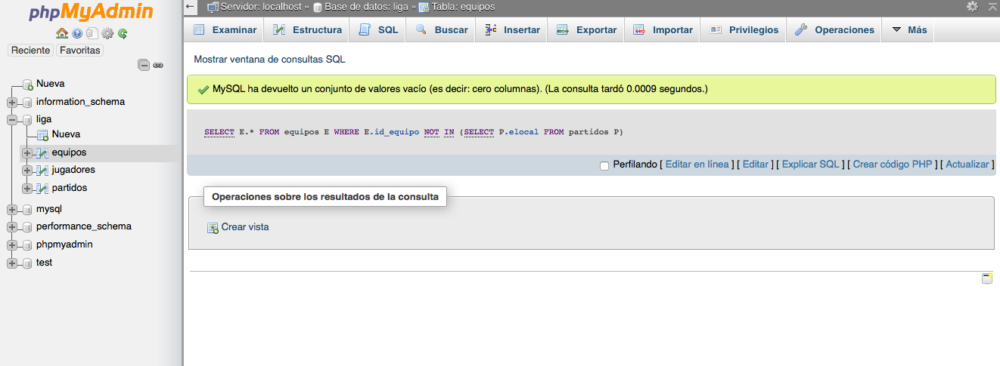 phpMyAdmin
Reciente Favoritas
Nueva
information_schema
liga
Nueva
equipos
jugadores
partidos
mysql
performance_schema
phpmyadmin
test
Servidor: localhost » Base de datos: liga » Tabla: equipos
Examinar Estructura SQL Buscar Insertar Exportar Importar Privilegios Operaciones Más
Mostrar ventana de consultas SQL
MySQL ha devuelto un conjunto de valores vacío (es decir: cero columnas). (La consulta tardó 0.0009 segundos.)
SELECT E.* FROM equipos E WHERE E.id_equipo NOT IN (SELECT P.elocal FROM partidos P)
Perfilando [ Editar en línea ] [ Editar ] [ Explicar SQL ] [ Crear código PHP ] [ Actualizar ]
Operaciones sobre los resultados de la consulta
Crear vista